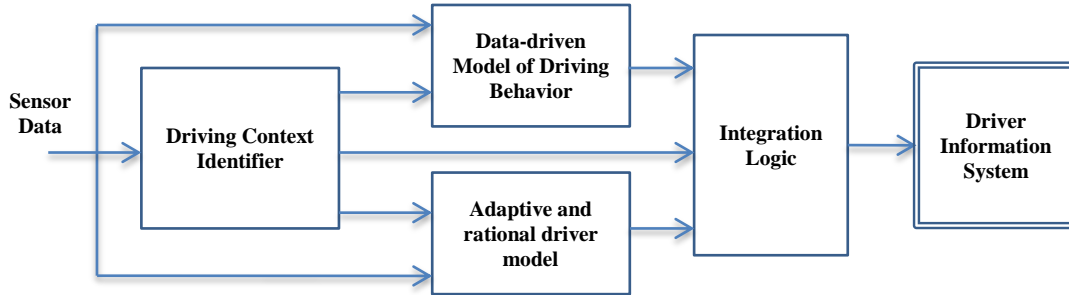 Sensor
Data
Driving Context
Identifier
Data-driven
Model of Driving
Behavior
Adaptive and
rational driver
model
Integration
Logic
Driver
Information
System